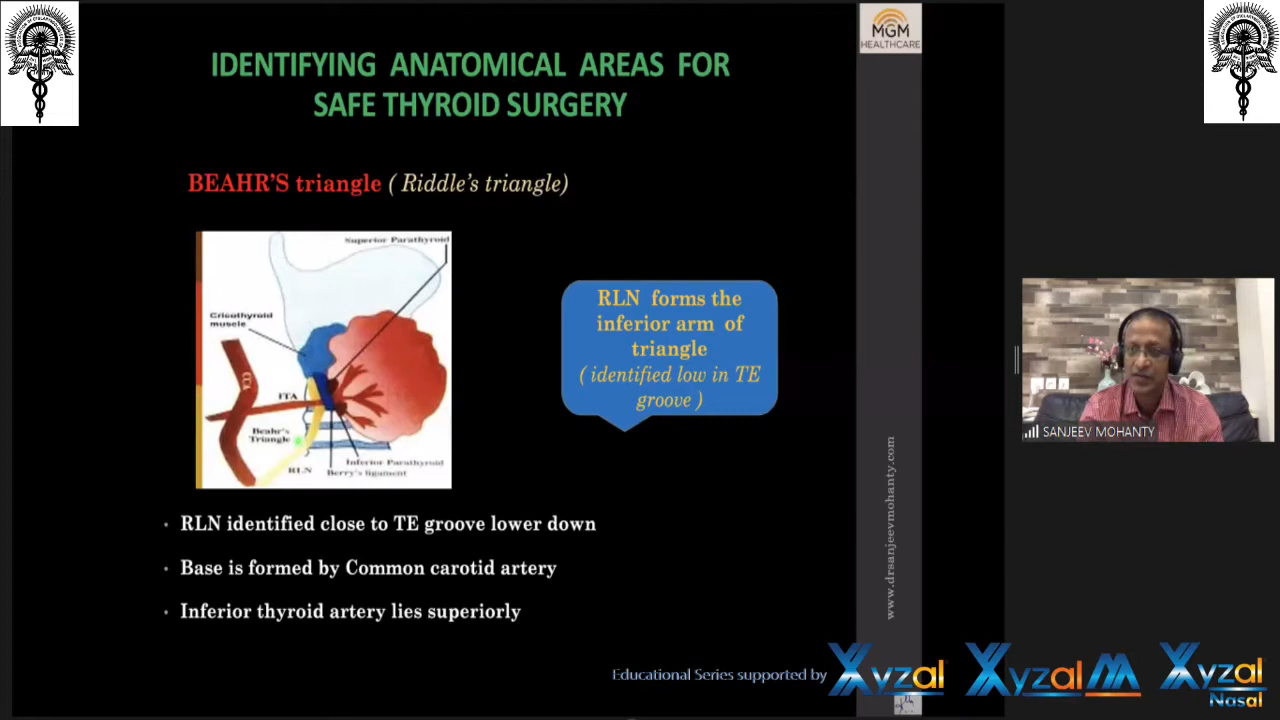 MGM
HEALTHCARE
IDENTIFYING ANATOMICAL AREAS FOR
SAFE THYROID SURGERY
BEAHR'S triangle ( Riddle's triangle)
Superior Parathyroid
Cricothyroid
muscle
CCA
ITA
Beahr's
Triangle
RLN
Inferior Parathyroid
Berry's ligament
RLN forms the
inferior arm of
triangle
( identified low in TE
groove )
SANJEEV MOHANTY
• RLN identified close to TE groove lower down
• Base is formed by Common carotid artery
• Inferior thyroid artery lies superiorly
www.drsanjeevmohanty.com
Educational Series supported by
Xyzal
Xyzal M
Xyzal
Nasal